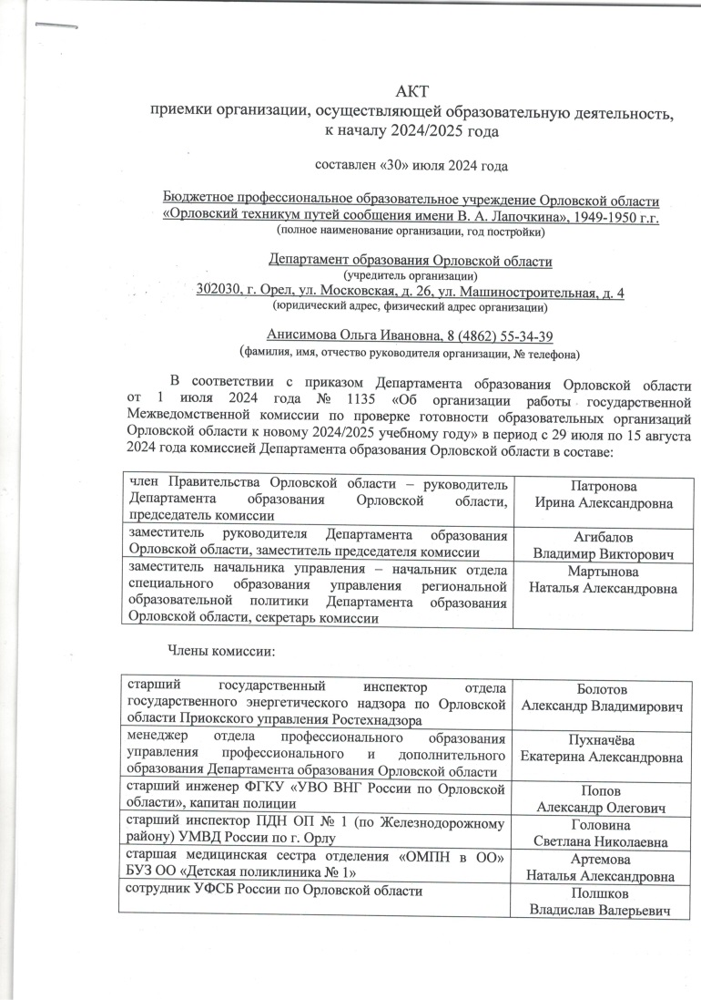 АКТ
приемки организации, осуществляющей образовательную деятельность,
к началу 2024/2025 года
составлен «30» июля 2024 года
Бюджетное профессиональное образовательное учреждение Орловской области
«Орловский техникум путей сообщения имени В. А. Лапочкина», 1949-1950 г.г.
(полное наименование организации, год постройки)
Департамент образования Орловской области
(учредитель организации)
302030, г. Орел, ул. Московская, д. 26, ул. Машиностроительная, д. 4
(юридический адрес, физический адрес организации)
Анисимова Ольга Ивановна, 8 (4862) 55-34-39
(фамилия, имя, отчество руководителя организации, № телефона)
В соответствии с приказом Департамента образования Орловской области
от 1 июля 2024 года № 1135 «Об организации работы государственной
Межведомственной комиссии по проверке готовности образовательных организаций
Орловской области к новому 2024/2025 учебному году» в период с 29 июля по 15 августа
2024 года комиссией Департамента образования Орловской области в составе:
член Правительства Орловской области – руководитель
Департамента образования Орловской области,
председатель комиссии
Патронова
Ирина Александровна
заместитель руководителя Департамента образования
Орловской области, заместитель председателя комиссии
Агибалов
Владимир Викторович
заместитель начальника управления – начальник отдела
специального образования управления региональной
образовательной политики Департамента образования
Орловской области, секретарь комиссии
Мартынова
Наталья Александровна
Члены комиссии:
старший государственный инспектор отдела
государственного энергетического надзора по Орловской
области Приокского управления Ростехнадзора
Болотов
Александр Владимирович
менеджер отдела профессионального образования
управления профессионального и дополнительного
образования Департамента образования Орловской области
Пухначёва
Екатерина Александровна
старший инженер ФГКУ «УВО ВНГ России по Орловской
области», капитан полиции
Попов
Александр Олегович
старший инспектор ПДН ОП № 1 (по Железнодорожному
району) УМВД России по г. Орлу
Головина
Светлана Николаевна
старшая медицинская сестра отделения «ОМПН в ОО»
БУЗ ОО «Детская поликлиника № 1»
Артемова
Наталья Александровна
сотрудник УФСБ России по Орловской области
Полшков
Владислав Валерьевич